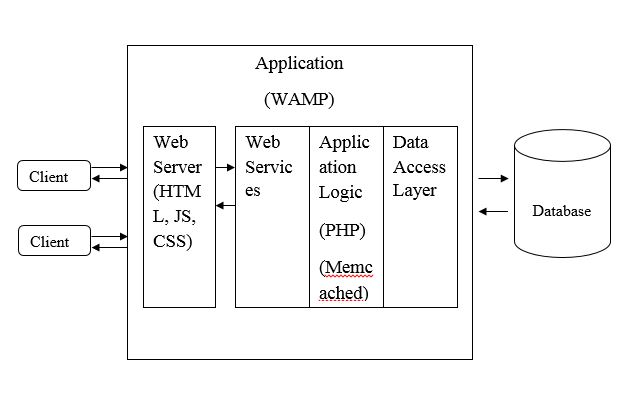 Application
(WAMP)
Client
Client
Web
Server
(HTM
L, JS,
CSS)
Web
Servic
es
Applic
ation
Logic
(PHP)
(Memc
ached)
Data
Access
Layer
Database